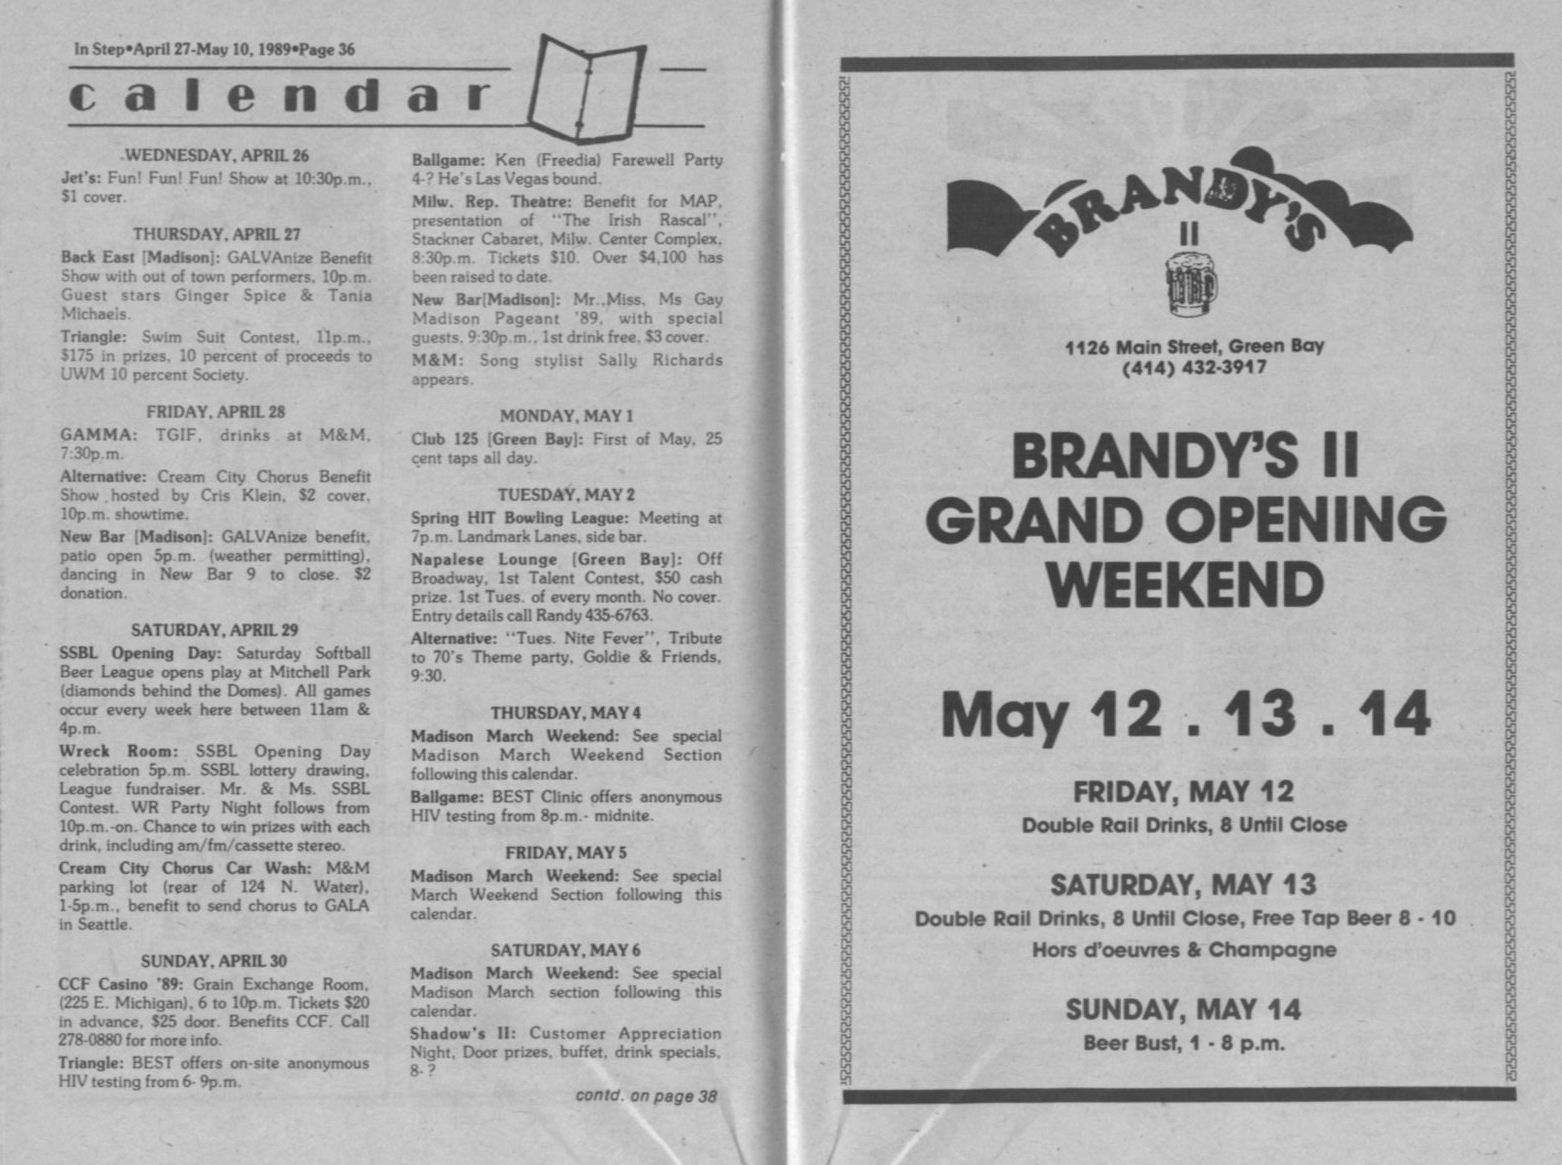 In Step•April 27-May 10, 1989•Page 36
calendar
WEDNESDAY, APRIL 26
Jet's: Fun! Fun! Fun! Show at 10:30p.m.,
$1 cover.
THURSDAY, APRIL 27
Back East [Madison]: GALVAnize Benefit
Show with out of town performers, 10p.m.
Guest stars Ginger Spice & Tania
Michaels.
Triangle: Swim Suit Contest, 11p.m.,
$175 in prizes, 10 percent of proceeds to
UWM 10 percent Society.
FRIDAY, APRIL 28
GAMMA: TGIF, drinks at M&M,
7:30p.m.
Alternative: Cream City Chorus Benefit
Show hosted by Cris Klein, $2 cover,
10p.m. showtime.
New Bar [Madison]: GALVAnize benefit,
patio open 5p.m. (weather permitting),
dancing in New Bar 9 to close. $2
donation.
SATURDAY, APRIL 29
SSBL Opening Day: Saturday Softball
Beer League opens play at Mitchell Park
(diamonds behind the Domes). All games
occur every week here between 11am &
4p.m.
Wreck Room: SSBL Opening Day
celebration 5p.m. SSBL lottery drawing,
League fundraiser. Mr. & Ms. SSBL
Contest. WR Party Night follows from
10p.m.-on. Chance to win prizes with each
drink, including am/fm/cassette stereo.
Cream City Chorus Car Wash: M&M
parking lot (rear of 124 N. Water),
1-5p.m., benefit to send chorus to GALA
in Seattle.
SUNDAY, APRIL 30
CCF Casino '89: Grain Exchange Room,
(225 E. Michigan), 6 to 10p.m. Tickets $20
in advance, $25 door. Benefits CCF. Call
278-0880 for more info.
Triangle: BEST offers on-site anonymous
HIV testing from 6- 9p.m.
Ballgame: Ken (Freedia) Farewell Party
4-? He's Las Vegas bound.
Milw. Rep. Theatre: Benefit for MAP,
presentation of "The Irish Rascal",
Stackner Cabaret, Milw. Center Complex,
8:30p.m. Tickets $10. Over $4,100 has
been raised to date.
New Bar[Madison]: Mr.,Miss, Ms Gay
Madison Pageant '89, with special
guests, 9:30p.m., 1st drink free, $3 cover.
M&M: Song stylist Sally Richards
appears.
MONDAY, MAY 1
Club 125 [Green Bay]: First of May, 25
cent taps all day.
TUESDAY, MAY 2
Spring HIT Bowling League: Meeting at
7p.m. Landmark Lanes, side bar.
Napalese Lounge [Green Bay]: Off
Broadway, 1st Talent Contest, $50 cash
prize. 1st Tues. of every month. No cover.
Entry details call Randy 435-6763.
Alternative: "Tues. Nite Fever", Tribute
to 70's Theme party, Goldie & Friends,
9:30.
THURSDAY, MAY 4
Madison March Weekend: See special
Madison March Weekend Section
following this calendar.
Ballgame: BEST Clinic offers anonymous
HIV testing from 8p.m.- midnite.
FRIDAY, MAY 5
Madison March Weekend: See special
March Weekend Section following this
calendar.
SATURDAY, MAY 6
Madison March Weekend: See special
Madison March section following this
calendar.
Shadow's II: Customer Appreciation
Night, Door prizes, buffet, drink specials,
8- ?
contd. on page 38
BRANDY'S
II
1126 Main Street, Green Bay
(414) 432-3917
BRANDY'S II
GRAND OPENING
WEEKEND
May 12 . 13 . 14
FRIDAY, MAY 12
Double Rail Drinks, 8 Until Close
SATURDAY, MAY 13
Double Rail Drinks, 8 Until Close, Free Tap Beer 8 - 10
Hors d'oeuvres & Champagne
SUNDAY, MAY 14
Beer Bust, 1 - 8 p.m.